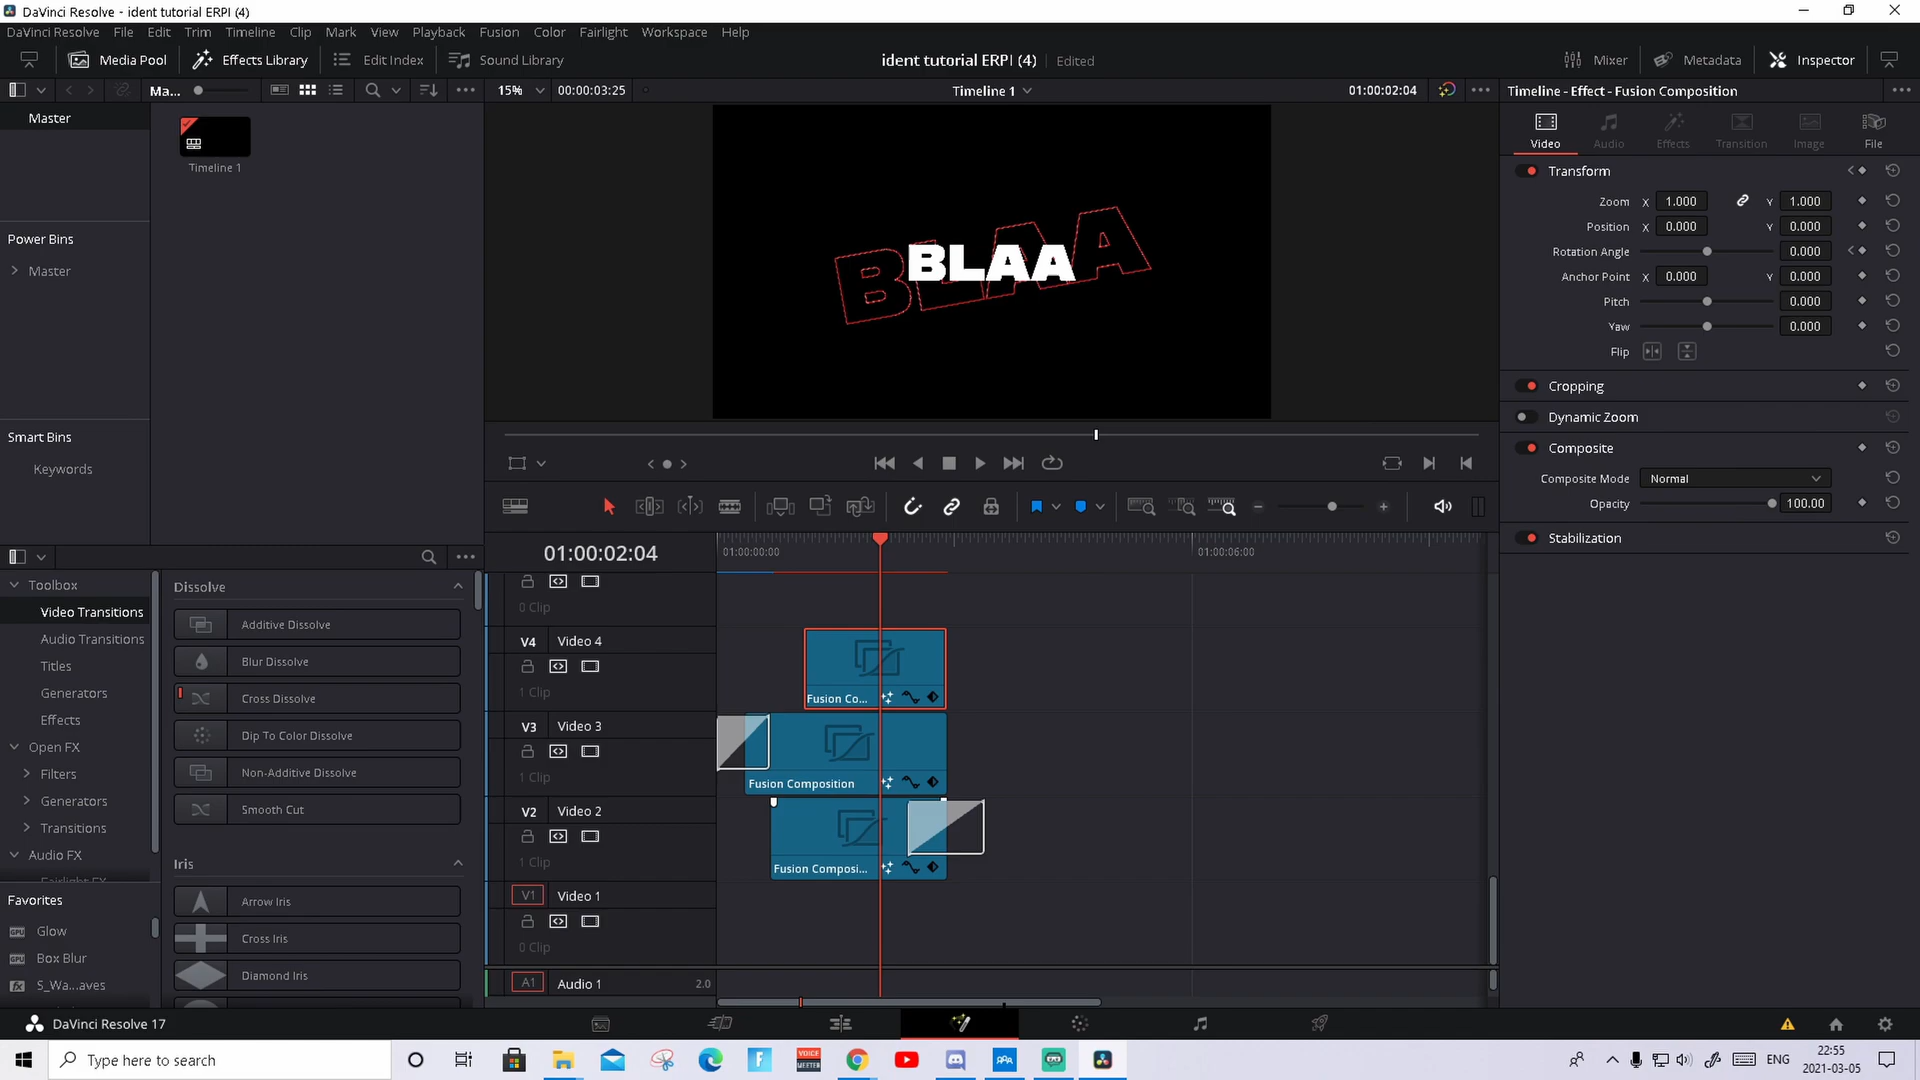 DaVinci Resolve - ident tutorial ERPI (4)
DaVinci Resolve File Edit Trim Timeline Clip Mark View Playback Fusion Color Fairlight Workspace Help
Media Pool Effects Library Edit Index Sound Library ident tutorial ERPI (4) Edited Mixer Metadata Inspector
Ma... 15% 00:00:03:25 Timeline 1 01:00:02:04 Timeline - Effect - Fusion Composition
Master
Timeline 1
Power Bins
Master
Smart Bins
Keywords
BLAA
BLAA
Video Audio Effects Transition Image File
Transform
Zoom X 1.000 Y 1.000
Position X 0.000 Y 0.000
Rotation Angle 0.000
Anchor Point X 0.000 Y 0.000
Pitch 0.000
Yaw 0.000
Flip
Cropping
Dynamic Zoom
Composite
Composite Mode Normal
Opacity 100.00
Stabilization
Toolbox
Video Transitions
Audio Transitions
Titles
Generators
Effects
Open FX
Filters
Generators
Transitions
Audio FX
Fairlight FX
Favorites
Glow
Box Blur
S_Wa...aves
Dissolve
Additive Dissolve
Blur Dissolve
Cross Dissolve
Dip To Color Dissolve
Non-Additive Dissolve
Smooth Cut
Iris
Arrow Iris
Cross Iris
Diamond Iris
01:00:02:04 01:00:00:00 01:00:06:00
0 Clip
V4 Video 4
1 Clip
Fusion Co...
V3 Video 3
1 Clip
Fusion Composition
V2 Video 2
1 Clip
Fusion Composi...
V1 Video 1
0 Clip
A1 Audio 1 2.0
DaVinci Resolve 17
Type here to search
VOICE
MEETER
ENG
22:55
2021-03-05